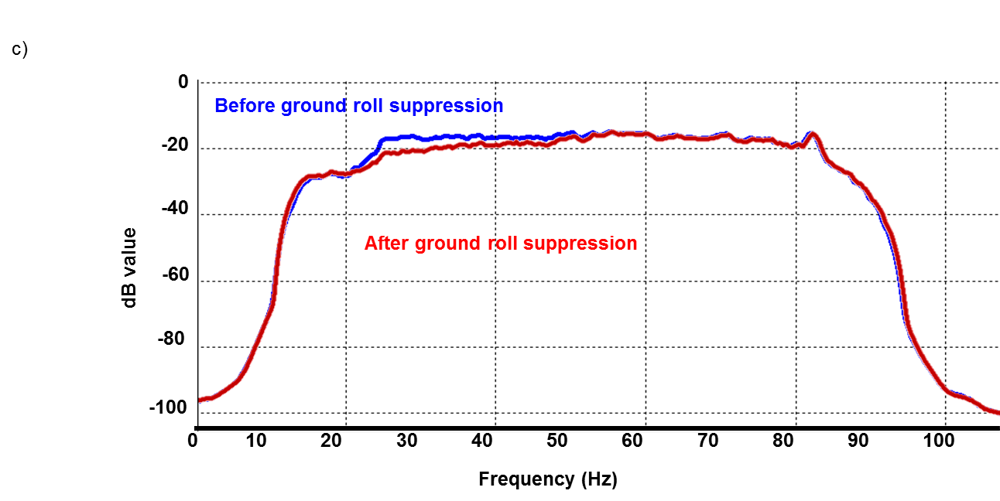 c)
0
Before ground roll suppression
-20
-40
After ground roll suppression
-60
-80
-100
dB value
0 10 20 30 40 50 60 70 80 90 100
Frequency (Hz)